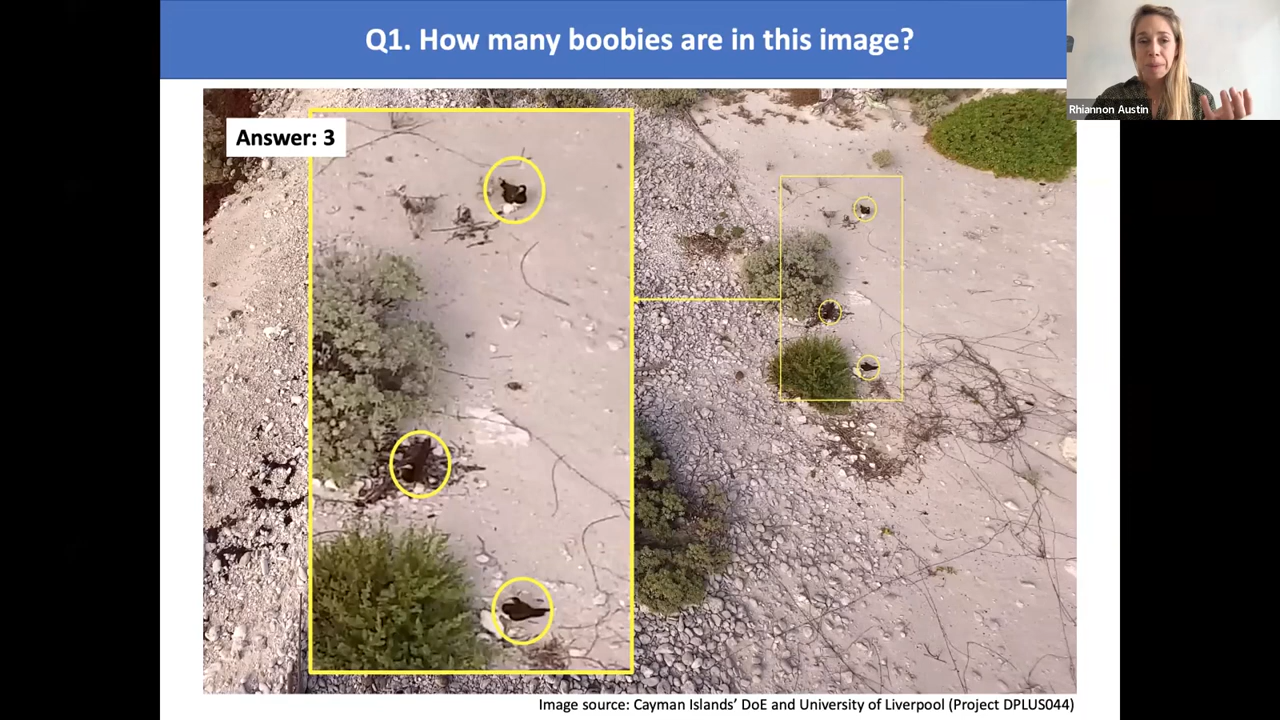 Q1. How many boobies are in this image?
Rhiannon Austin
Answer: 3
Image source: Cayman Islands' DoE and University of Liverpool (Project DPLUS044)